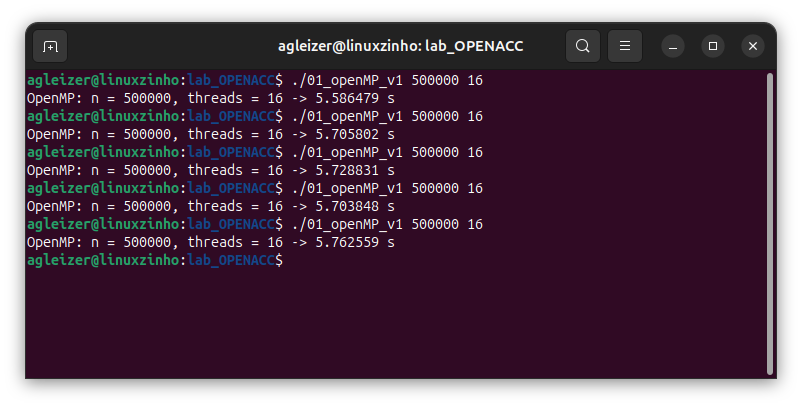 agleizer@linuxzinho: lab_OPENACC
agleizer@linuxzinho:lab_OPENACC$ ./01_openMP_v1 500000 16
OpenMP: n = 500000, threads = 16 -> 5.586479 s
agleizer@linuxzinho:lab_OPENACC$ ./01_openMP_v1 500000 16
OpenMP: n = 500000, threads = 16 -> 5.705802 s
agleizer@linuxzinho:lab_OPENACC$ ./01_openMP_v1 500000 16
OpenMP: n = 500000, threads = 16 -> 5.728831 s
agleizer@linuxzinho:lab_OPENACC$ ./01_openMP_v1 500000 16
OpenMP: n = 500000, threads = 16 -> 5.703848 s
agleizer@linuxzinho:lab_OPENACC$ ./01_openMP_v1 500000 16
OpenMP: n = 500000, threads = 16 -> 5.762559 s
agleizer@linuxzinho:lab_OPENACC$